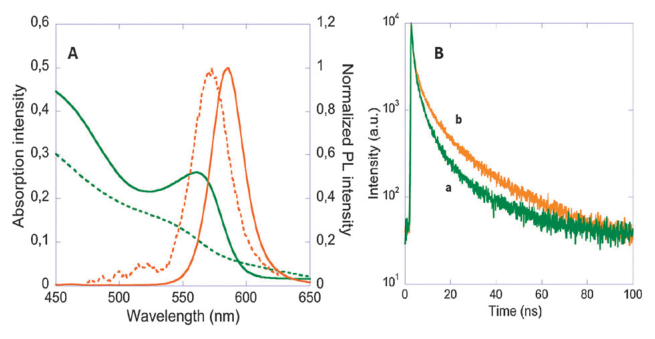 0,6
0,5
0,4
0,3
0,2
0,1
0
1,2
1
0,8
0,6
0,4
0,2
0
A
Absorption intensity
Normalized PL intensity
450 500 550 600 650
Wavelength (nm)
10^4
10^3
10^2
10^1
B
b
a
Intensity (a.u.)
0 20 40 60 80 100
Time (ns)